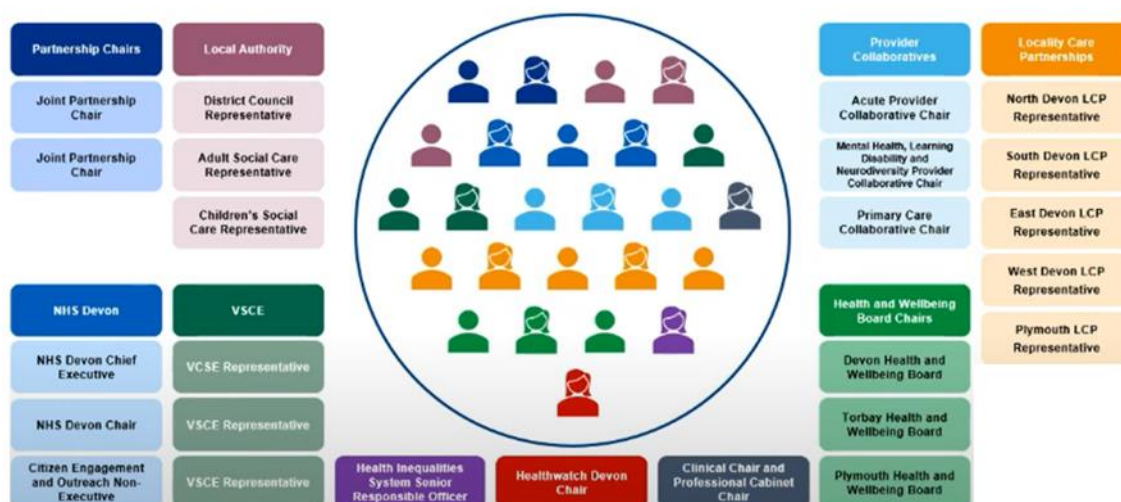 Partnership Chairs
Joint Partnership
Chair
Joint Partnership
Chair
Local Authority
District Council
Representative
Adult Social Care
Representative
Children's Social
Care Representative
Provider
Collaboratives
Acute Provider
Collaborative Chair
Mental Health, Learning
Disability and
Neurodiversity Provider
Collaborative Chair
Primary Care
Collaborative Chair
Locality Care
Partnerships
North Devon LCP
Representative
South Devon LCP
Representative
East Devon LCP
Representative
West Devon LCP
Representative
Plymouth LCP
Representative
NHS Devon
NHS Devon Chief
Executive
NHS Devon Chair
Citizen Engagement
and Outreach Non-
Executive
VSCE
VCSE Representative
VSCE Representative
VSCE Representative
Health Inequalities
System Senior
Responsible Officer
Healthwatch Devon
Chair
Clinical Chair and
Professional Cabinet
Chair
Health and Wellbeing
Board Chairs
Devon Health and
Wellbeing Board
Torbay Health and
Wellbeing Board
Plymouth Health and
Wellbeing Board